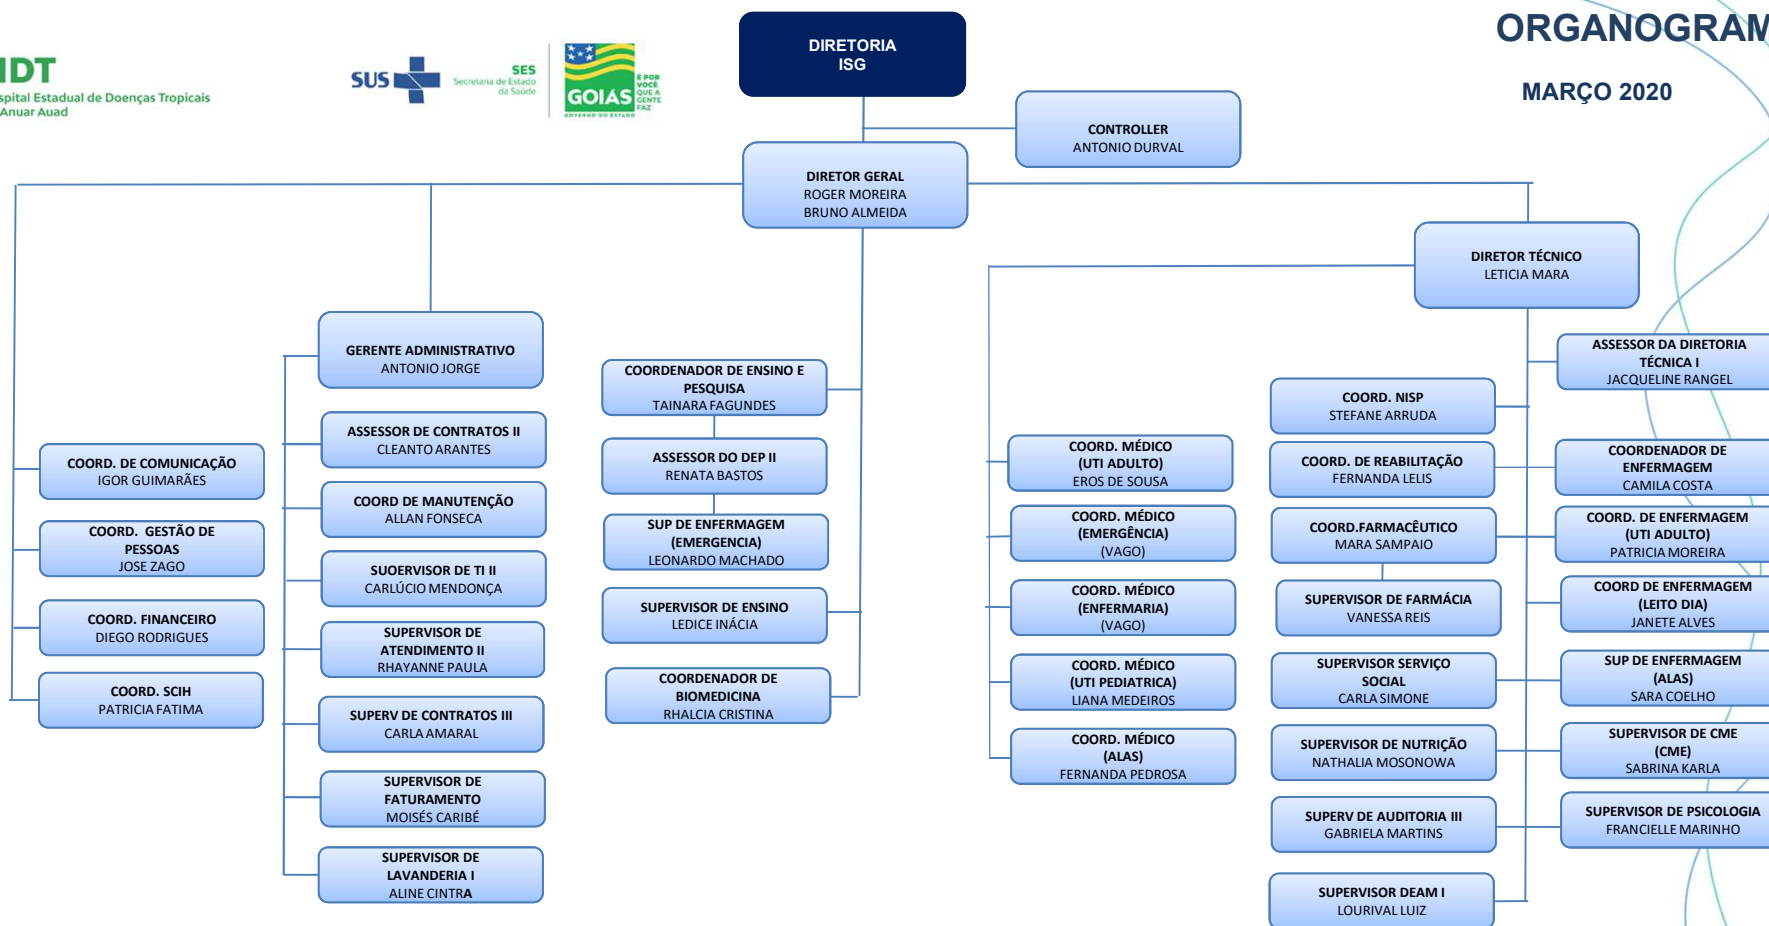 IDT
spital Estadual de Doenças Tropicais
Anuar Auad
SUS
SES
Secretaria de Estado
da Saúde
GOIÁS
GOVERNO DO ESTADO
É POR
VOCÊ
QUE A
GENTE
FAZ
ORGANOGRAM
MARÇO 2020
DIRETORIA
ISG
CONTROLLER
ANTONIO DURVAL
DIRETOR GERAL
ROGER MOREIRA
BRUNO ALMEIDA
DIRETOR TÉCNICO
LETICIA MARA
COORD. DE COMUNICAÇÃO
IGOR GUIMARÃES
COORD. GESTÃO DE
PESSOAS
JOSE ZAGO
COORD. FINANCEIRO
DIEGO RODRIGUES
COORD. SCIH
PATRICIA FATIMA
GERENTE ADMINISTRATIVO
ANTONIO JORGE
ASSESSOR DE CONTRATOS II
CLEANTO ARANTES
COORD DE MANUTENÇÃO
ALLAN FONSECA
SUOERVISOR DE TI II
CARLÚCIO MENDONÇA
SUPERVISOR DE
ATENDIMENTO II
RHAYANNE PAULA
SUPERV DE CONTRATOS III
CARLA AMARAL
SUPERVISOR DE
FATURAMENTO
MOISÉS CARIBÉ
SUPERVISOR DE
LAVANDERIA I
ALINE CINTRA
COORDENADOR DE ENSINO E
PESQUISA
TAINARA FAGUNDES
ASSESSOR DO DEP II
RENATA BASTOS
SUP DE ENFERMAGEM
(EMERGENCIA)
LEONARDO MACHADO
SUPERVISOR DE ENSINO
LEDICE INÁCIA
COORDENADOR DE
BIOMEDICINA
RHALCIA CRISTINA
COORD. MÉDICO
(UTI ADULTO)
EROS DE SOUSA
COORD. MÉDICO
(EMERGÊNCIA)
(VAGO)
COORD. MÉDICO
(ENFERMARIA)
(VAGO)
COORD. MÉDICO
(UTI PEDIATRICA)
LIANA MEDEIROS
COORD. MÉDICO
(ALAS)
FERNANDA PEDROSA
COORD. NISP
STEFANE ARRUDA
COORD. DE REABILITAÇÃO
FERNANDA LELIS
COORD.FARMACÊUTICO
MARA SAMPAIO
SUPERVISOR DE FARMÁCIA
VANESSA REIS
SUPERVISOR SERVIÇO
SOCIAL
CARLA SIMONE
SUPERVISOR DE NUTRIÇÃO
NATHALIA MOSONOWA
SUPERV DE AUDITORIA III
GABRIELA MARTINS
SUPERVISOR DEAM I
LOURIVAL LUIZ
ASSESSOR DA DIRETORIA
TÉCNICA I
JACQUELINE RANGEL
COORDENADOR DE
ENFERMAGEM
CAMILA COSTA
COORD. DE ENFERMAGEM
(UTI ADULTO)
PATRICIA MOREIRA
COORD DE ENFERMAGEM
(LEITO DIA)
JANETE ALVES
SUP DE ENFERMAGEM
(ALAS)
SARA COELHO
SUPERVISOR DE CME
(CME)
SABRINA KARLA
SUPERVISOR DE PSICOLOGIA
FRANCIELLE MARINHO